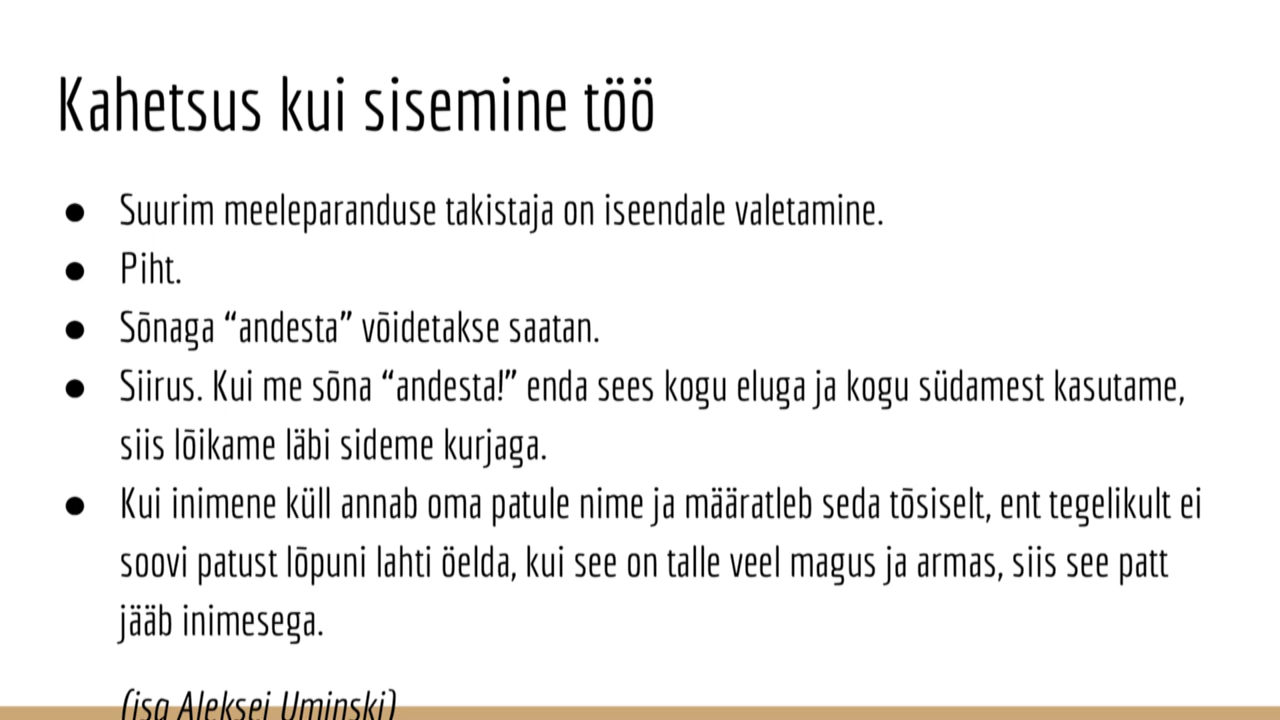 Kahetsus kui sisemine töö
● Suurim meeleparanduse takistaja on iseendale valetamine.
● Piht.
● Sõnaga “andesta” võidetakse saatan.
● Siirus. Kui me sõna “andesta!” enda sees kogu eluga ja kogu südamest kasutame,
siis lõikame läbi sideme kurjaga.
● Kui inimene küll annab oma patule nime ja määratleb seda tõsiselt, ent tegelikult ei
soovi patust lõpuni lahti öelda, kui see on talle veel magus ja armas, siis see patt
jääb inimesega.
(isa Aleksei Uminski)